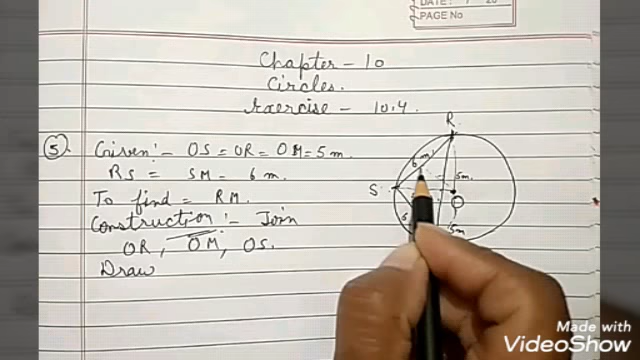 DATE: / 20
PAGE No
Chapter - 10
Circles.
Exercise - 10.4
5 Given:- OS = OR = OM = 5 m.
RS = SM = 6 m.
To find = RM.
Construction:- Join
OR, OM, OS.
Draw
R
6 m
5m
S
O
5m
Made with
VideoShow